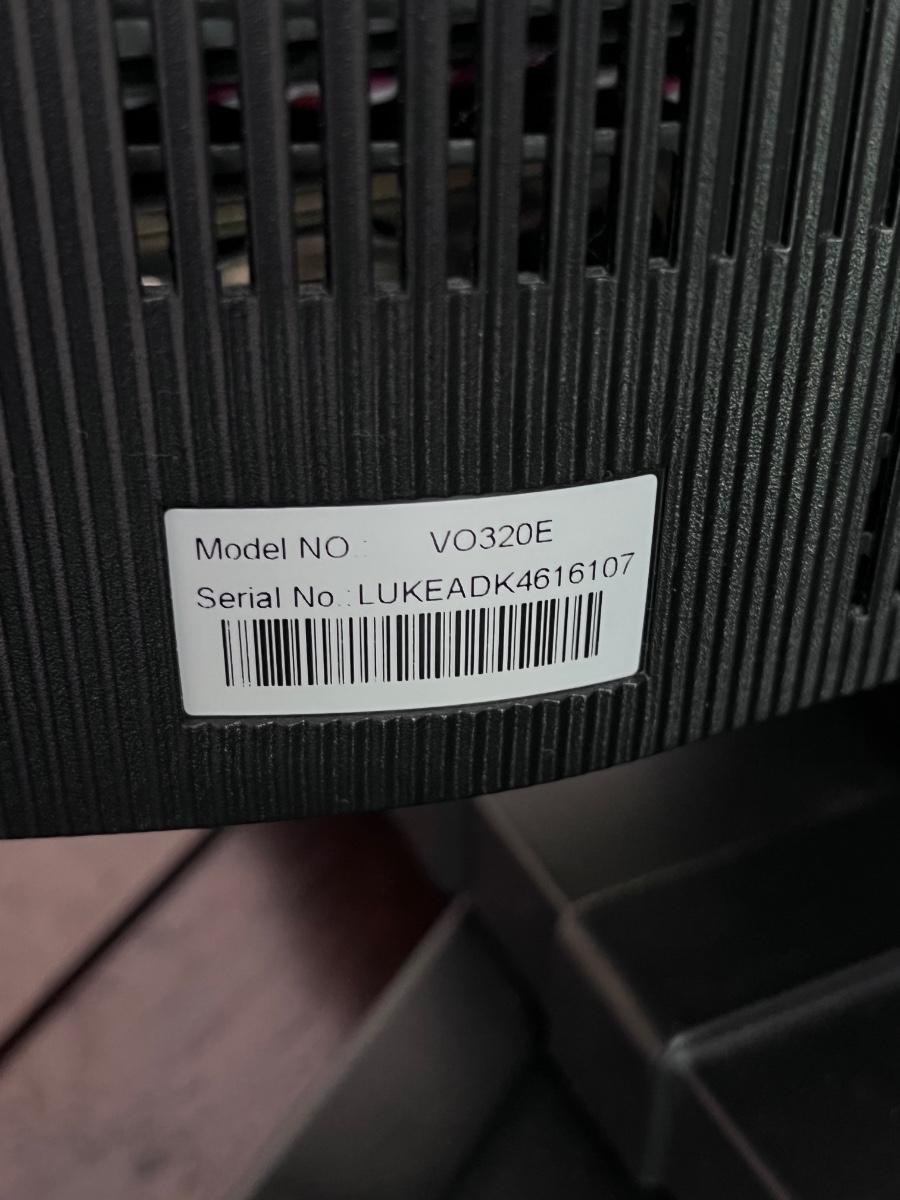 Model NO.: VO320E
Serial No.:LUKEADK4616107